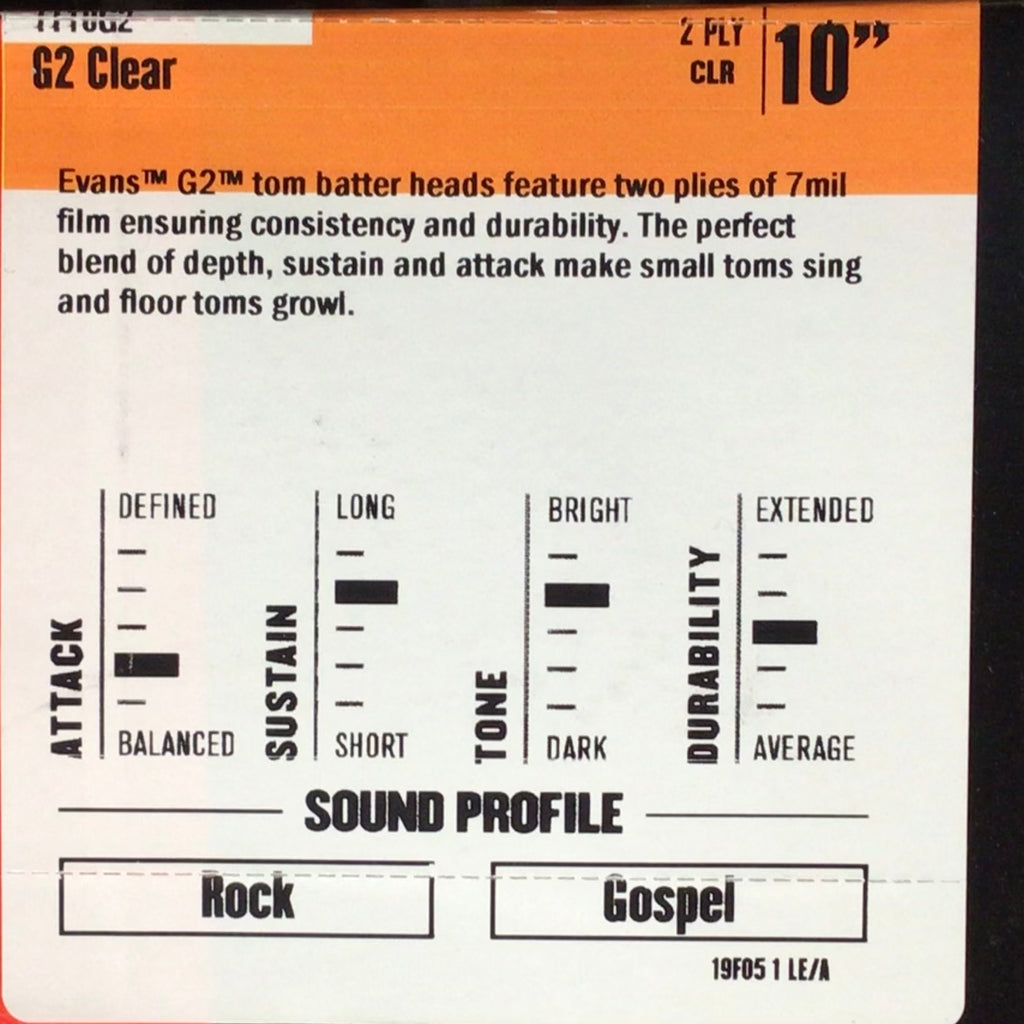 G2 Clear
2 PLY
CLR
10”
Evans™ G2™ tom batter heads feature two plies of 7mil
film ensuring consistency and durability. The perfect
blend of depth, sustain and attack make small toms sing
and floor toms growl.
ATTACK
DEFINED
BALANCED
SUSTAIN
LONG
SHORT
TONE
BRIGHT
DARK
DURABILITY
EXTENDED
AVERAGE
SOUND PROFILE
Rock
Gospel
19F05 1 LE/A